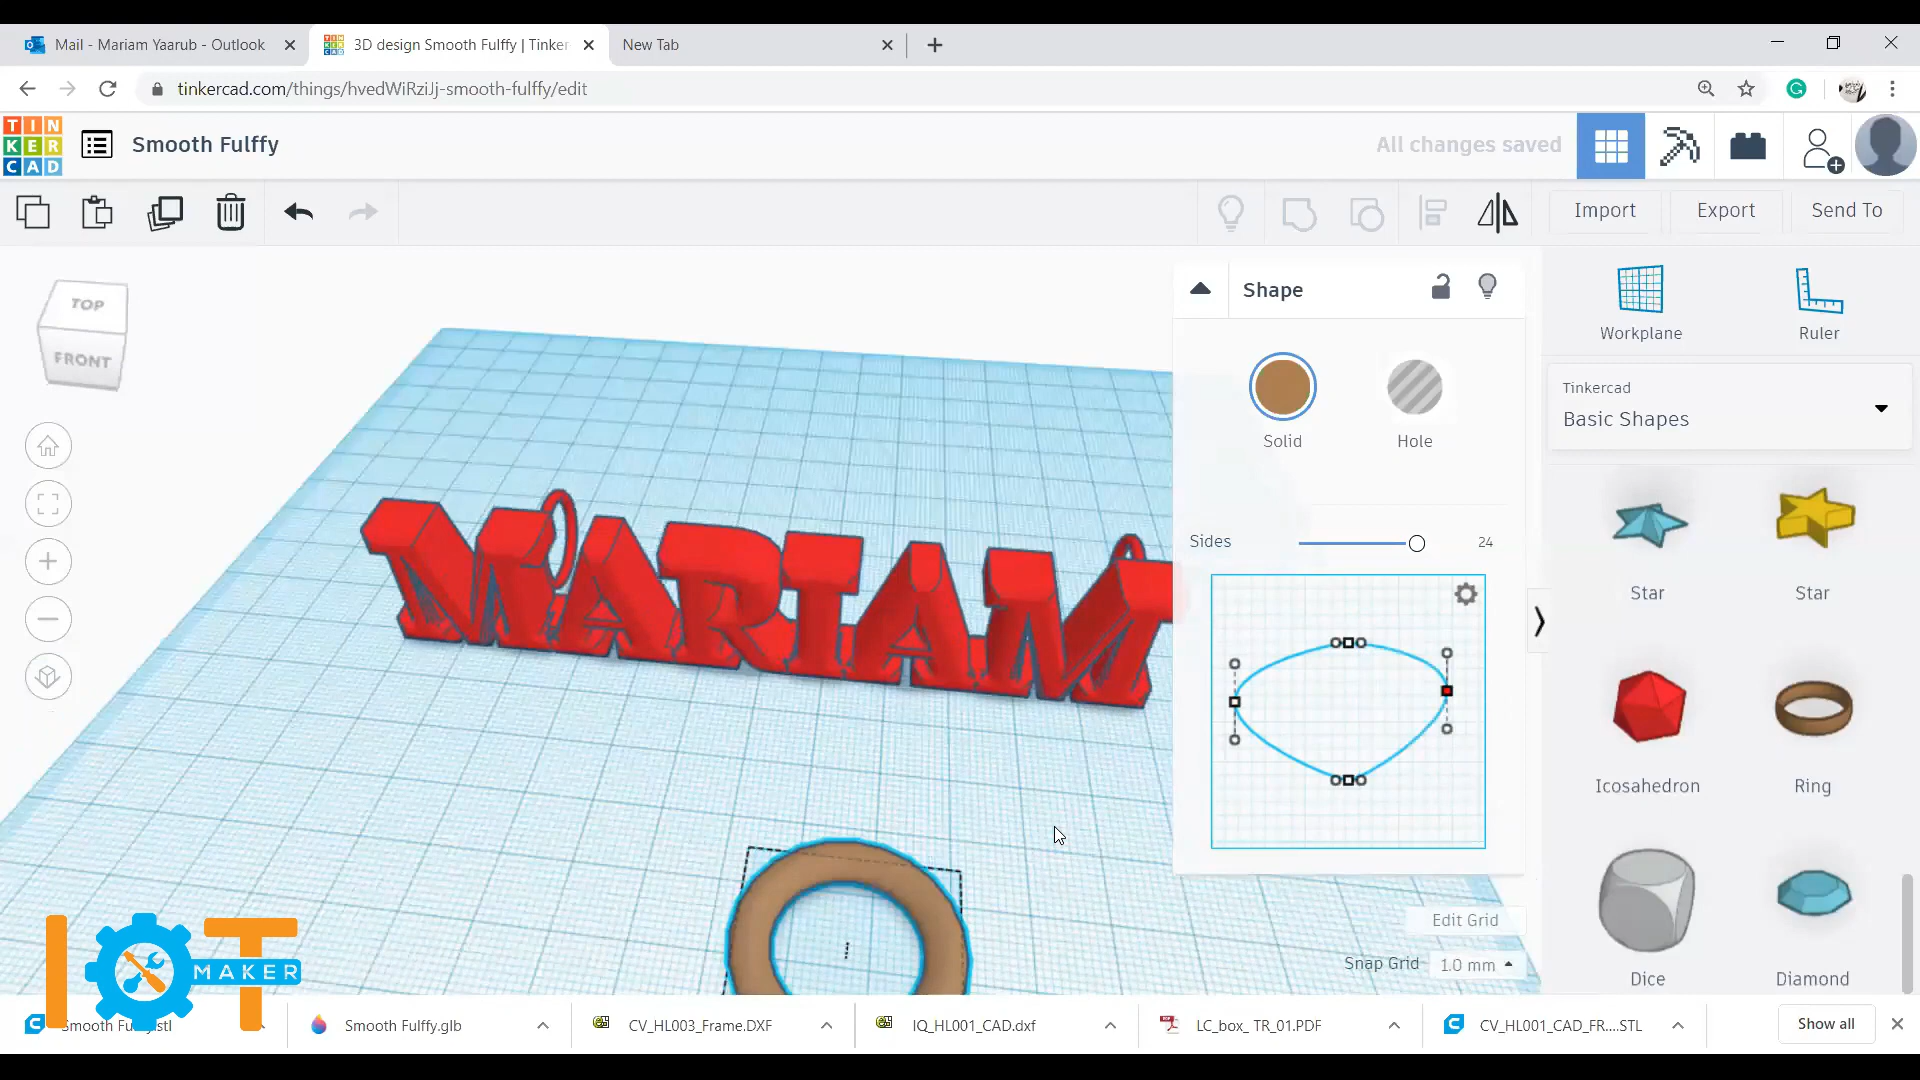 Mail - Mariam Yaarub - Outlook
3D design Smooth Fulffy | Tinker
New Tab
tinkercad.com/things/hvedWiRziJj-smooth-fulffy/edit
TIN
KER
CAD
Smooth Fulffy
All changes saved
Import
Export
Send To
TOP
FRONT
Shape
Solid
Hole
Sides
24
Workplane
Ruler
Tinkercad
Basic Shapes
Star
Star
Icosahedron
Ring
Dice
Diamond
MARIAM
Edit Grid
Snap Grid
1.0 mm
IOT
MAKER
Smooth Fulffy.glb
CV_HL003_Frame.DXF
IQ_HL001_CAD.dxf
LC_box_ TR_01.PDF
CV_HL001_CAD_FR....STL
Show all